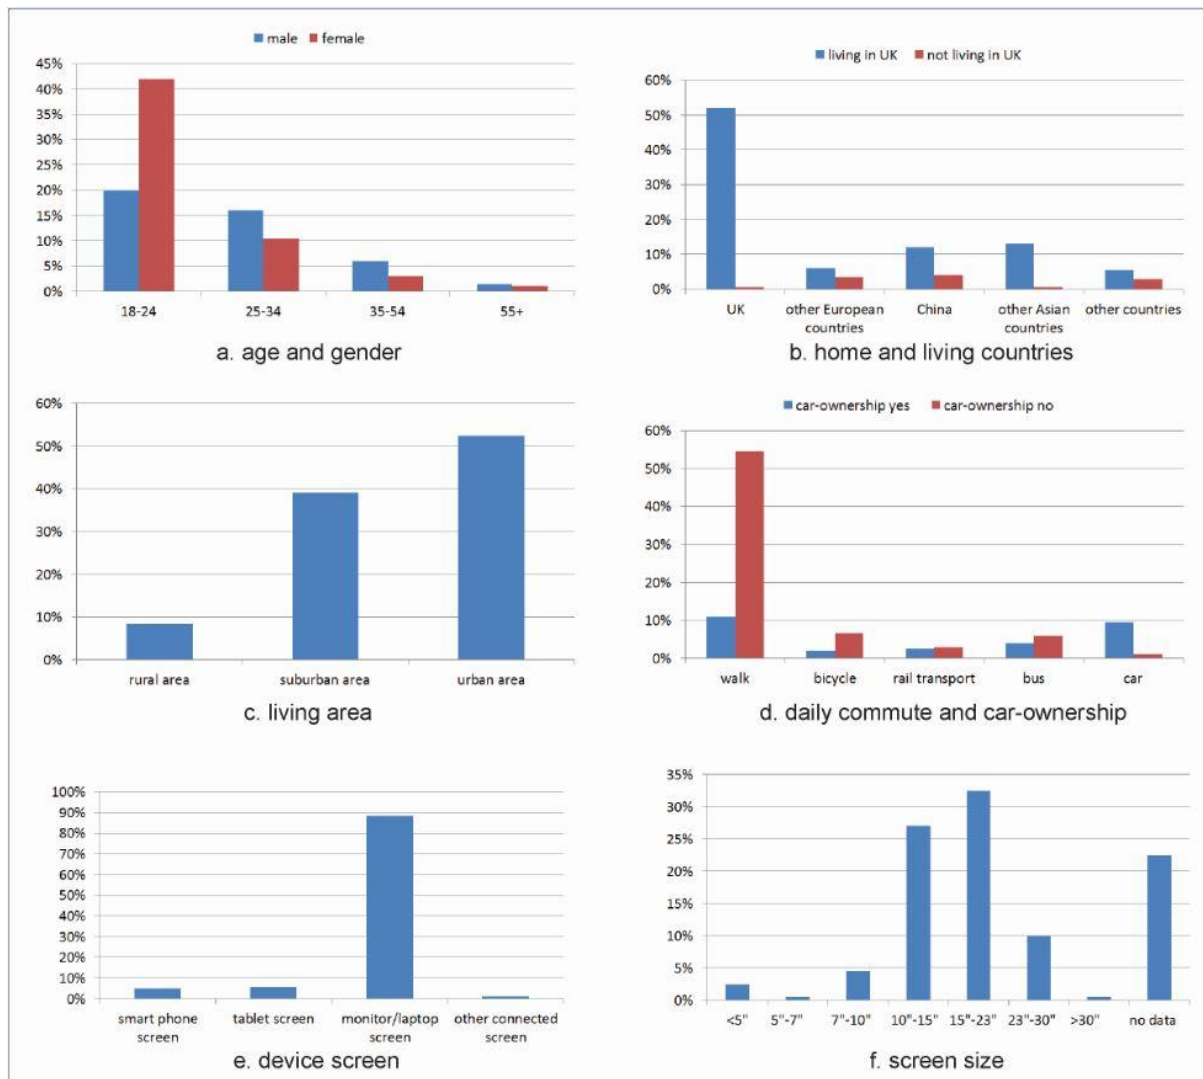 male female
45%
40%
35%
30%
25%
20%
15%
10%
5%
0%
18-24 25-34 35-54 55+
a. age and gender
living in UK not living in UK
60%
50%
40%
30%
20%
10%
0%
UK other European China other Asian other countries
countries countries
b. home and living countries
60%
50%
40%
30%
20%
10%
0%
rural area suburban area urban area
c. living area
car-ownership yes car-ownership no
60%
50%
40%
30%
20%
10%
0%
walk bicycle rail transport bus car
d. daily commute and car-ownership
100%
90%
80%
70%
60%
50%
40%
30%
20%
10%
0%
smart phone tablet screen monitor/laptop other connected
screen screen screen
e. device screen
35%
30%
25%
20%
15%
10%
5%
0%
<5" 5"-7" 7"-10" 10"-15" 15"-23" 23"-30" >30" no data
f. screen size